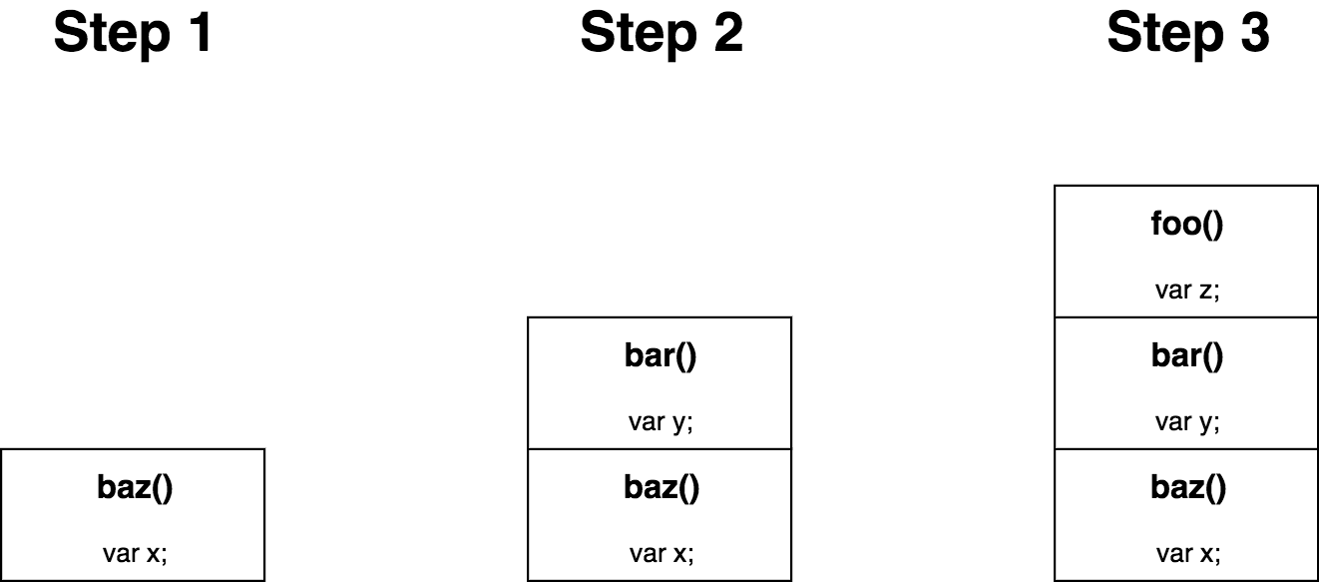 Step 1
Step 2
Step 3
baz()
var x;
bar()
var y;
baz()
var x;
foo()
var z;
bar()
var y;
baz()
var x;